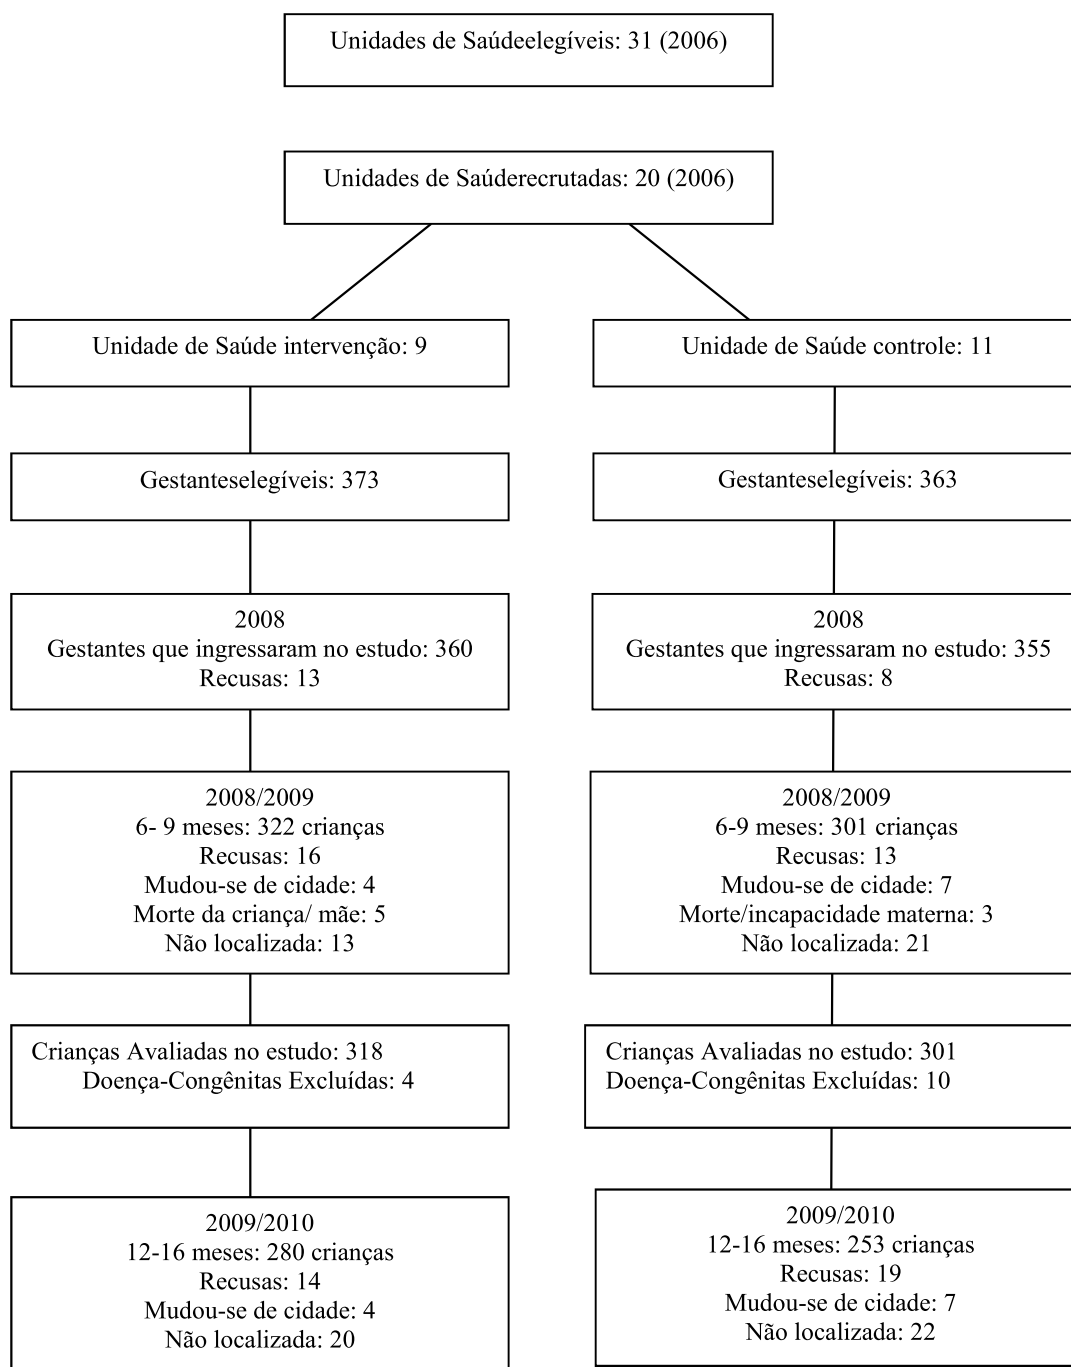 Unidades de Saúdeelegíveis: 31 (2006)
Unidades de Saúderecrutadas: 20 (2006)
Unidade de Saúde intervenção: 9
Unidade de Saúde controle: 11
Gestanteselegíveis: 373
Gestanteselegíveis: 363
2008
Gestantes que ingressaram no estudo: 360
Recusas: 13
2008
Gestantes que ingressaram no estudo: 355
Recusas: 8
2008/2009
6- 9 meses: 322 crianças
Recusas: 16
Mudou-se de cidade: 4
Morte da criança/ mãe: 5
Não localizada: 13
2008/2009
6-9 meses: 301 crianças
Recusas: 13
Mudou-se de cidade: 7
Morte/incapacidade materna: 3
Não localizada: 21
Crianças Avaliadas no estudo: 318
Doença-Congênitas Excluídas: 4
Crianças Avaliadas no estudo: 301
Doença-Congênitas Excluídas: 10
2009/2010
12-16 meses: 280 crianças
Recusas: 14
Mudou-se de cidade: 4
Não localizada: 20
2009/2010
12-16 meses: 253 crianças
Recusas: 19
Mudou-se de cidade: 7
Não localizada: 22